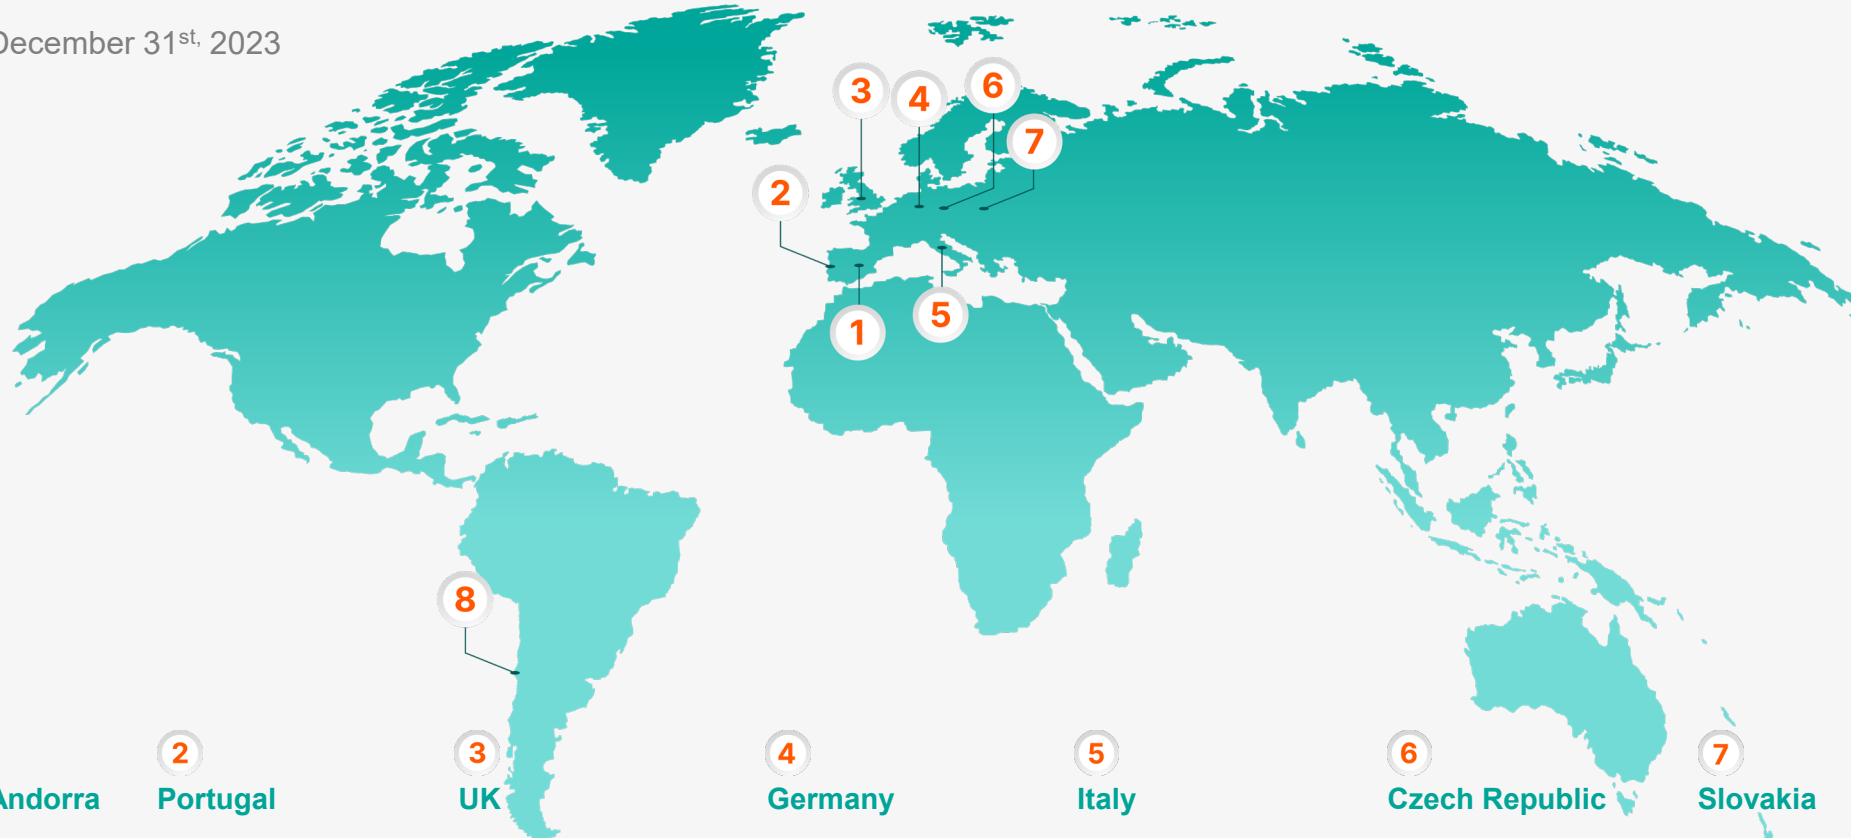 December 31st, 2023
3
4
6
7
2
5
1
8
2
3
4
5
6
7
Andorra
Portugal
UK
Germany
Italy
Czech Republic
Slovakia